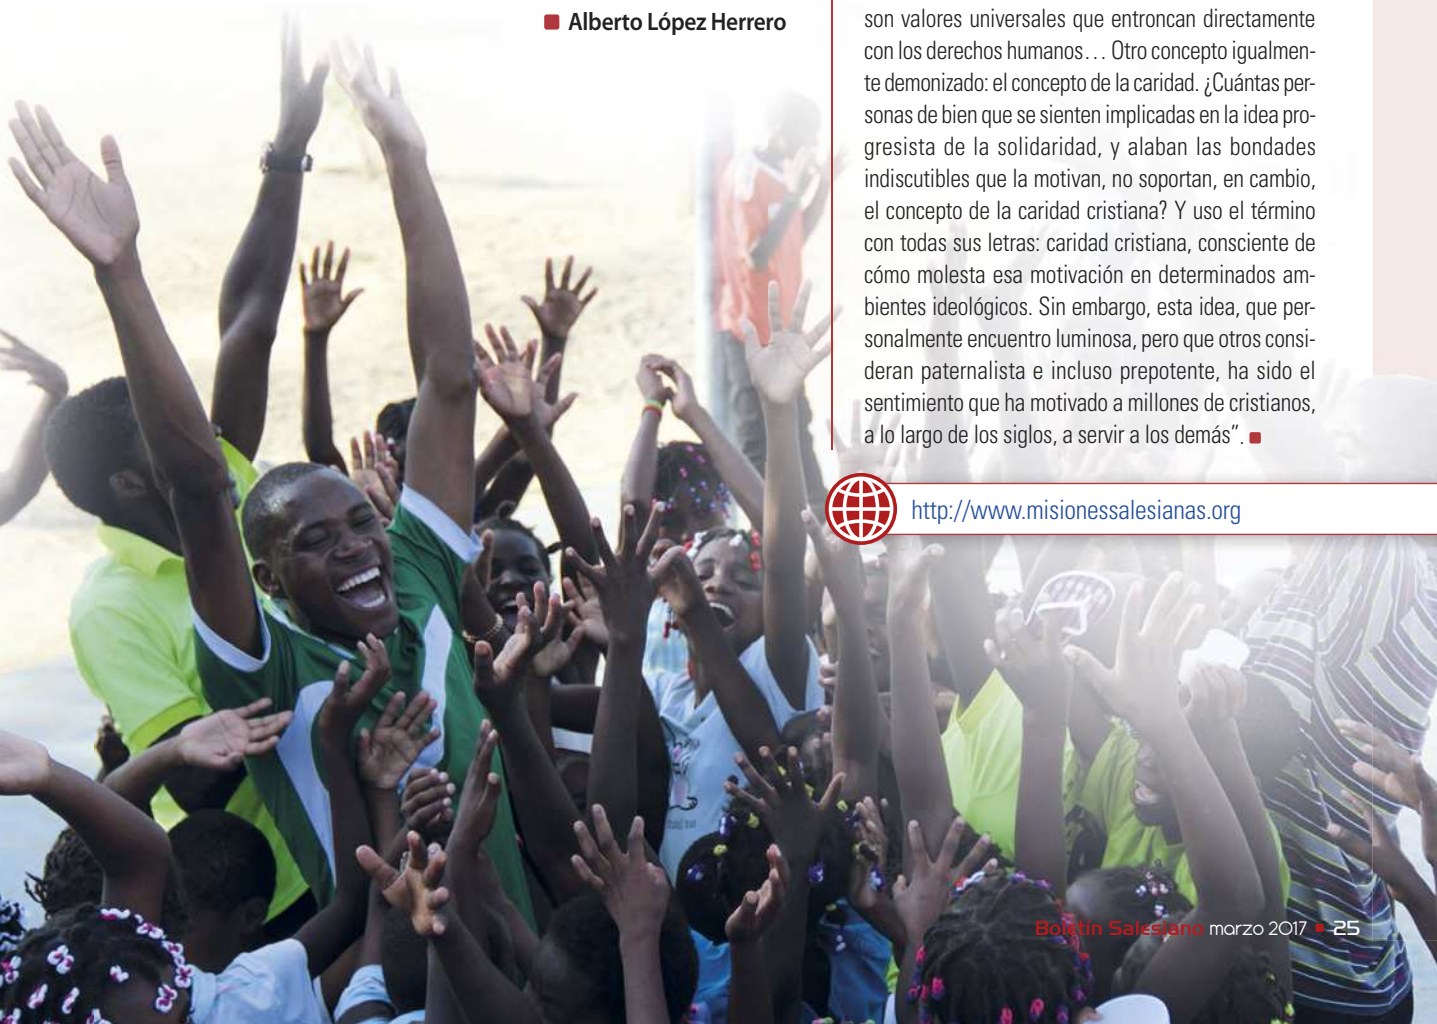 Alberto López Herrero
son valores universales que entroncan directamente
con los derechos humanos… Otro concepto igualmen-
te demonizado: el concepto de la caridad. ¿Cuántas per-
sonas de bien que se sienten implicadas en la idea pro-
gresista de la solidaridad, y alaban las bondades
indiscutibles que la motivan, no soportan, en cambio,
el concepto de la caridad cristiana? Y uso el término
con todas sus letras: caridad cristiana, consciente de
cómo molesta esa motivación en determinados am-
bientes ideológicos. Sin embargo, esta idea, que per-
sonalmente encuentro luminosa, pero que otros consi-
deran paternalista e incluso prepotente, ha sido el
sentimiento que ha motivado a millones de cristianos,
a lo largo de los siglos, a servir a los demás”.
http://www.misionessalesianas.org
Boletín Salesiano marzo 2017 ■ 25